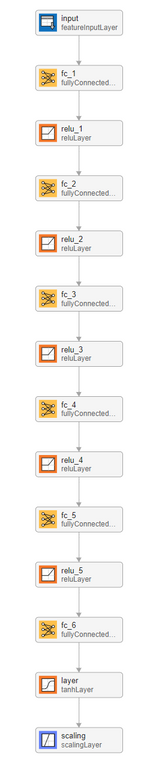 input
featureInputLayer
fc_1
fullyConnected...
relu_1
reluLayer
fc_2
fullyConnected...
relu_2
reluLayer
fc_3
fullyConnected...
relu_3
reluLayer
fc_4
fullyConnected...
relu_4
reluLayer
fc_5
fullyConnected...
relu_5
reluLayer
fc_6
fullyConnected...
layer
tanhLayer
scaling
scalingLayer